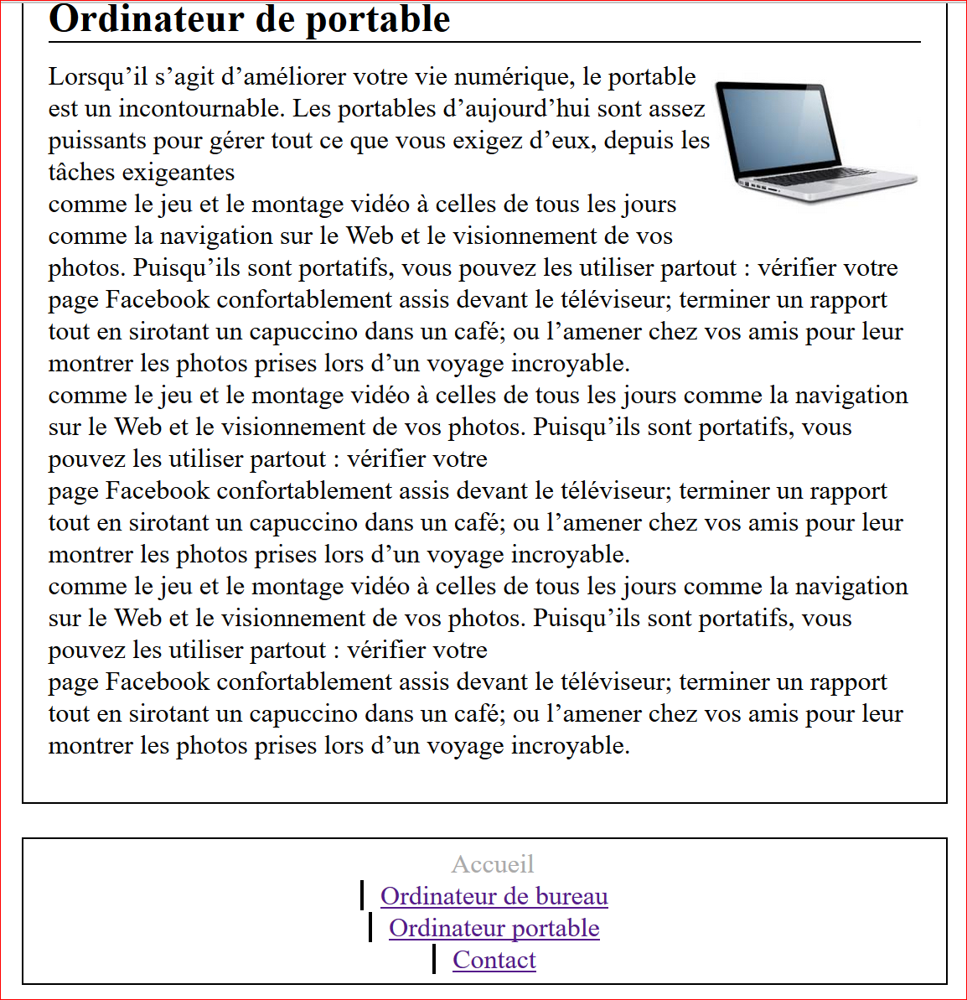 Ordinateur de portable
Lorsqu’il s’agit d’améliorer votre vie numérique, le portable
est un incontournable. Les portables d’aujourd’hui sont assez
puissants pour gérer tout ce que vous exigez d’eux, depuis les
tâches exigeantes
comme le jeu et le montage vidéo à celles de tous les jours
comme la navigation sur le Web et le visionnement de vos
photos. Puisqu’ils sont portatifs, vous pouvez les utiliser partout : vérifier votre
page Facebook confortablement assis devant le téléviseur; terminer un rapport
tout en sirotant un capuccino dans un café; ou l’amener chez vos amis pour leur
montrer les photos prises lors d’un voyage incroyable.
comme le jeu et le montage vidéo à celles de tous les jours comme la navigation
sur le Web et le visionnement de vos photos. Puisqu’ils sont portatifs, vous
pouvez les utiliser partout : vérifier votre
page Facebook confortablement assis devant le téléviseur; terminer un rapport
tout en sirotant un capuccino dans un café; ou l’amener chez vos amis pour leur
montrer les photos prises lors d’un voyage incroyable.
comme le jeu et le montage vidéo à celles de tous les jours comme la navigation
sur le Web et le visionnement de vos photos. Puisqu’ils sont portatifs, vous
pouvez les utiliser partout : vérifier votre
page Facebook confortablement assis devant le téléviseur; terminer un rapport
tout en sirotant un capuccino dans un café; ou l’amener chez vos amis pour leur
montrer les photos prises lors d’un voyage incroyable.
Accueil
Ordinateur de bureau
Ordinateur portable
Contact